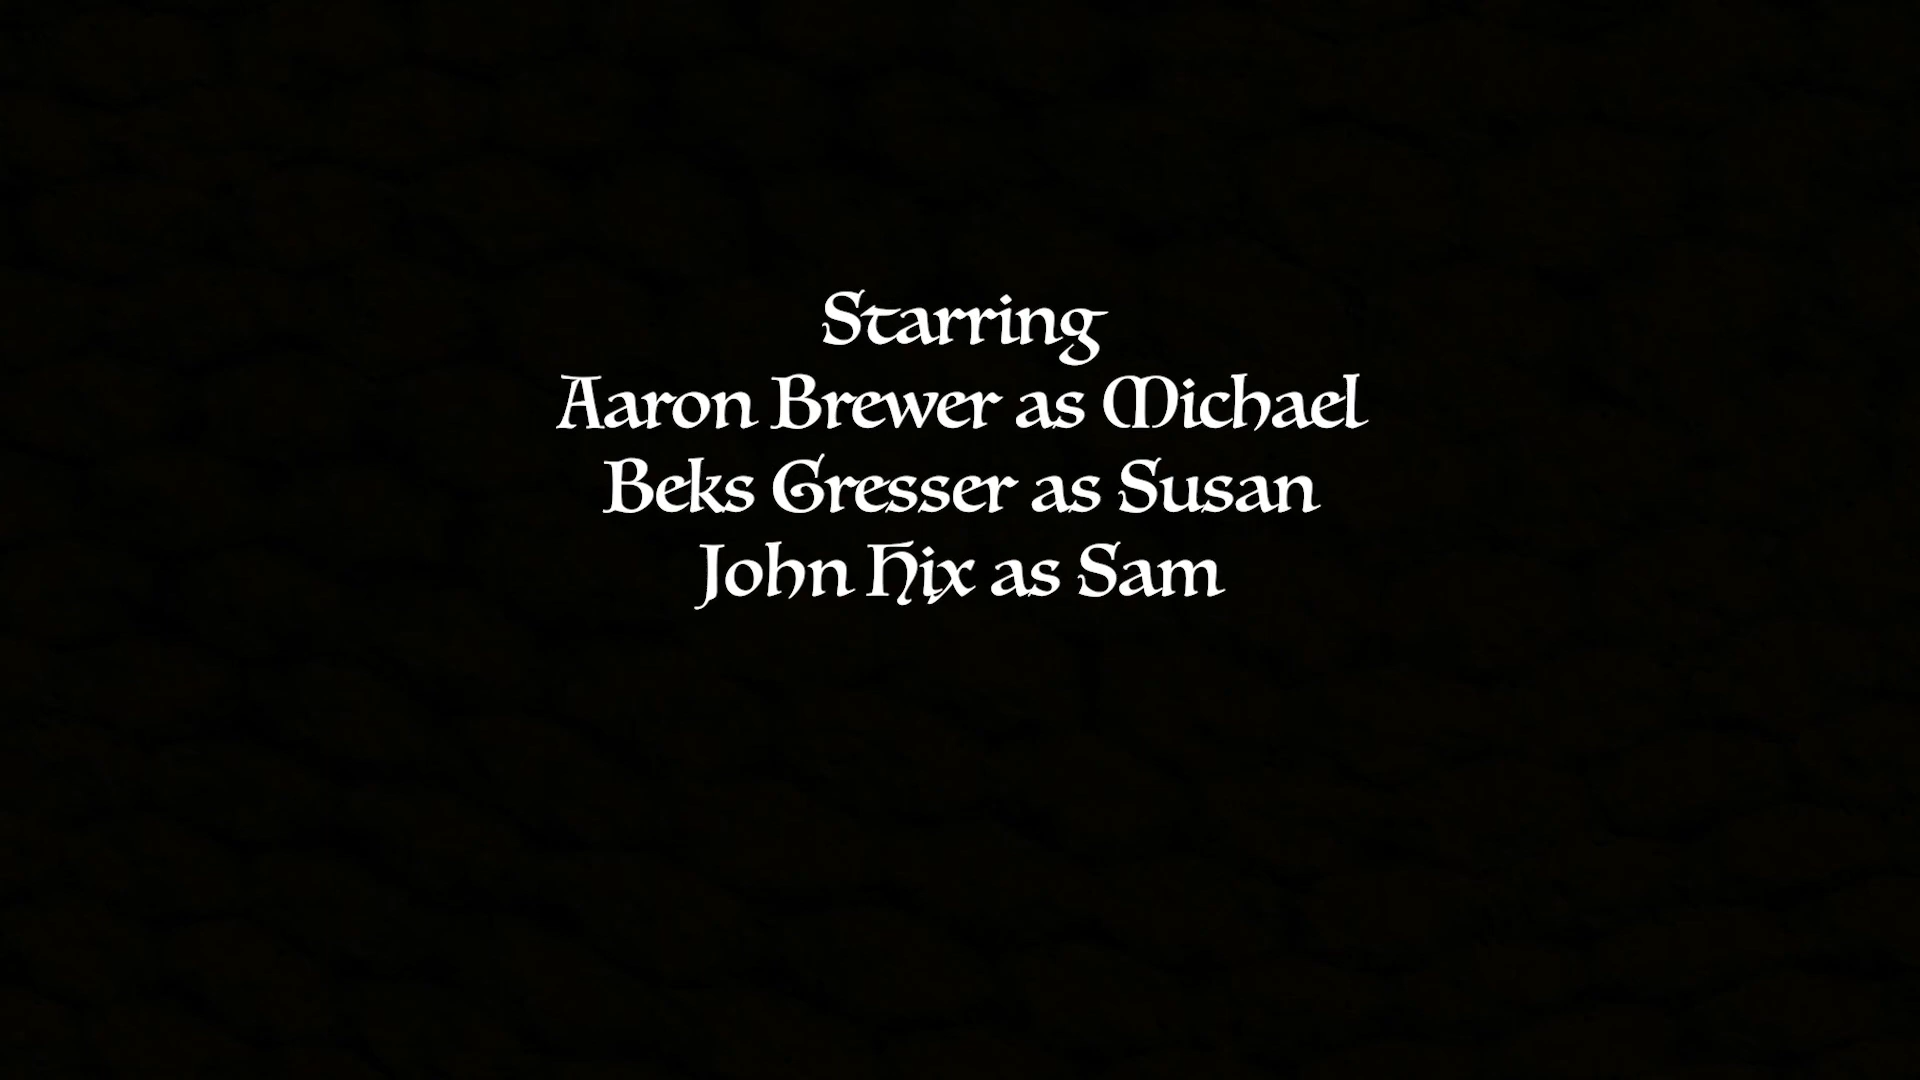 Starring
Aaron Brewer as Michael
Beks Gresser as Susan
John Hix as Sam